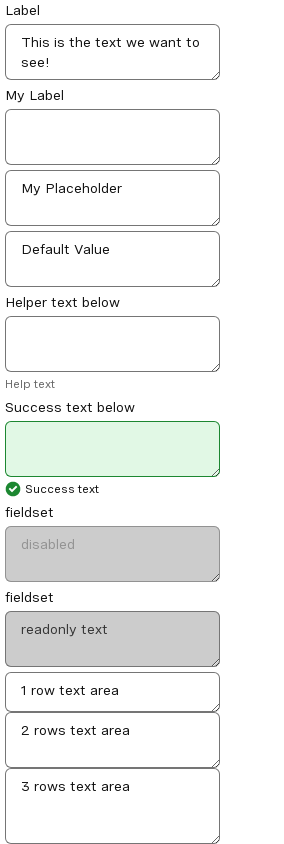 Label
This is the text we want to
see!
My Label
My Placeholder
Default Value
Helper text below
Help text
Success text below
Success text
fieldset
disabled
fieldset
readonly text
1 row text area
2 rows text area
3 rows text area